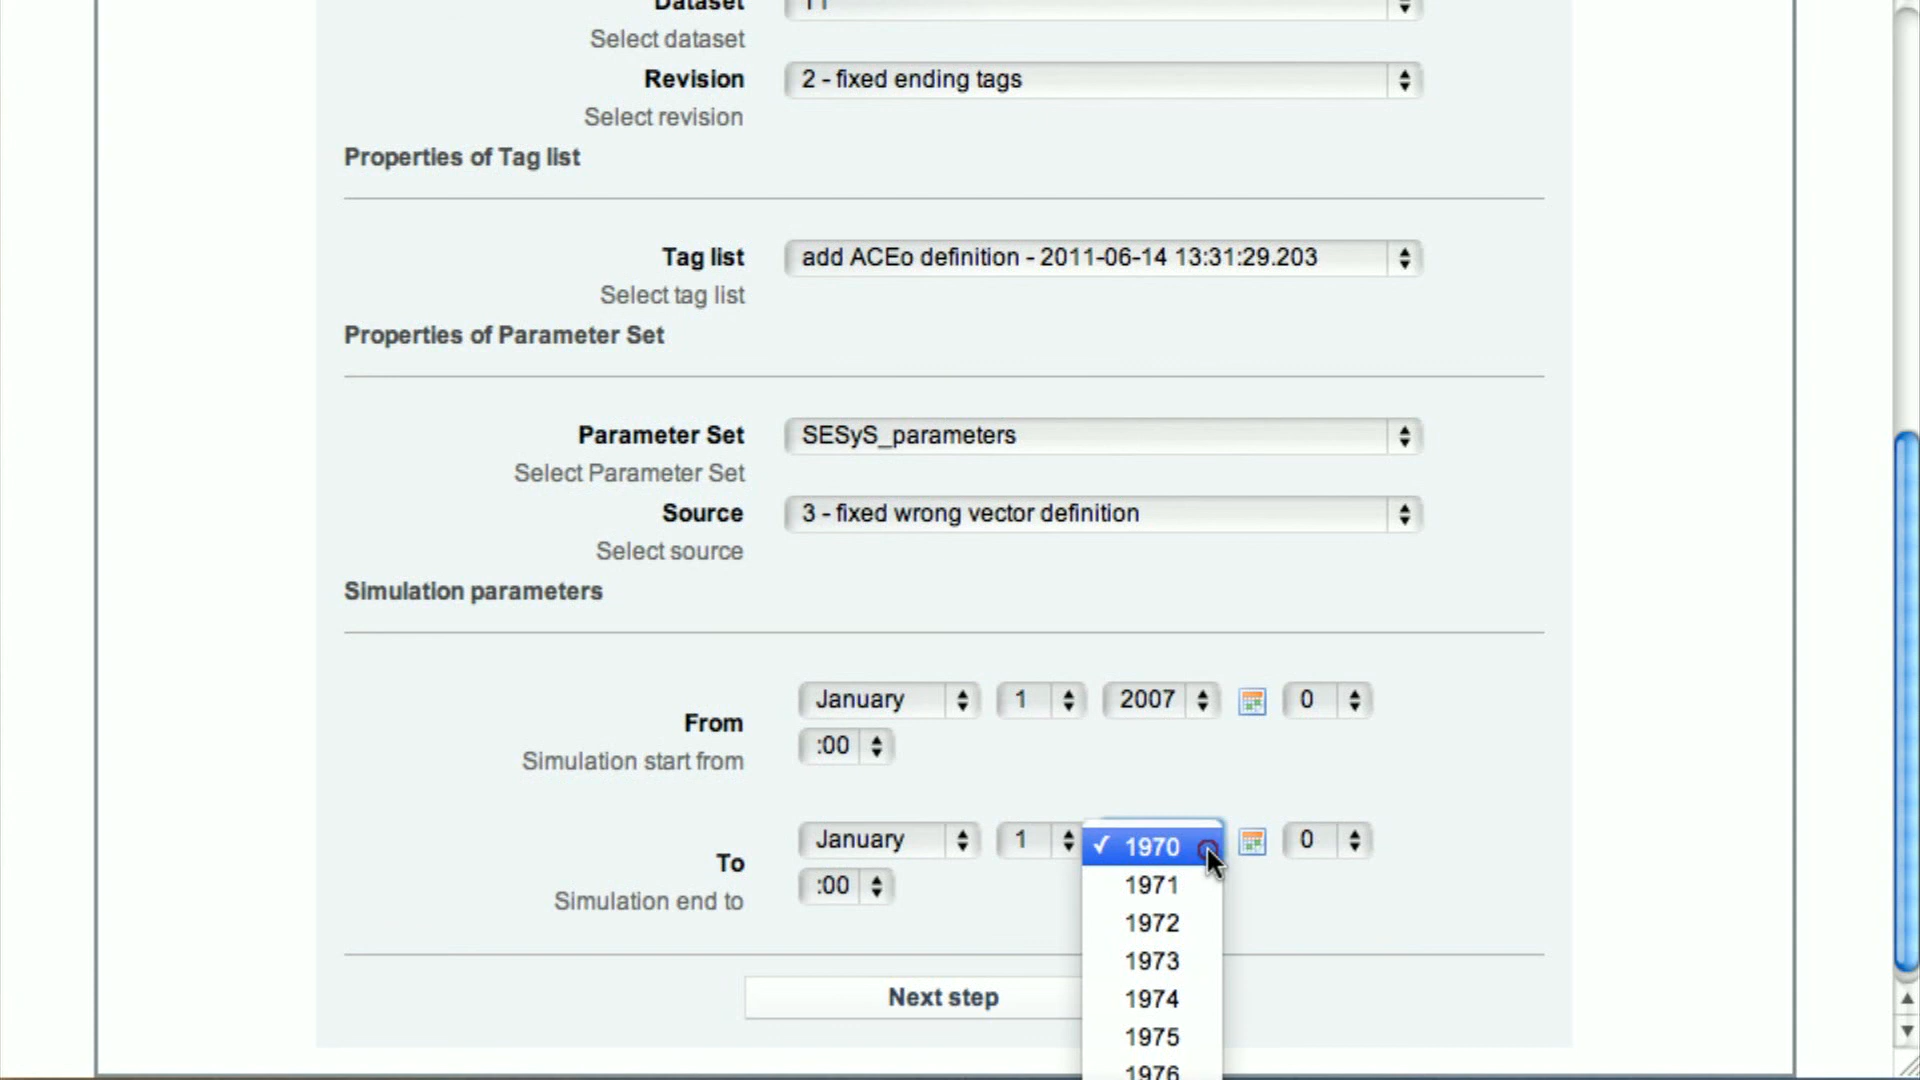 Dataset
11
Select dataset
Revision
2 - fixed ending tags
Select revision
Properties of Tag list
Tag list
add ACEo definition - 2011-06-14 13:31:29.203
Select tag list
Properties of Parameter Set
Parameter Set
SESyS_parameters
Select Parameter Set
Source
3 - fixed wrong vector definition
Select source
Simulation parameters
January 1 2007 0
From
:00
Simulation start from
January 1 ✓ 1970 0
To
:00
1971
Simulation end to
1972
1973
Next step
1974
1975
1976